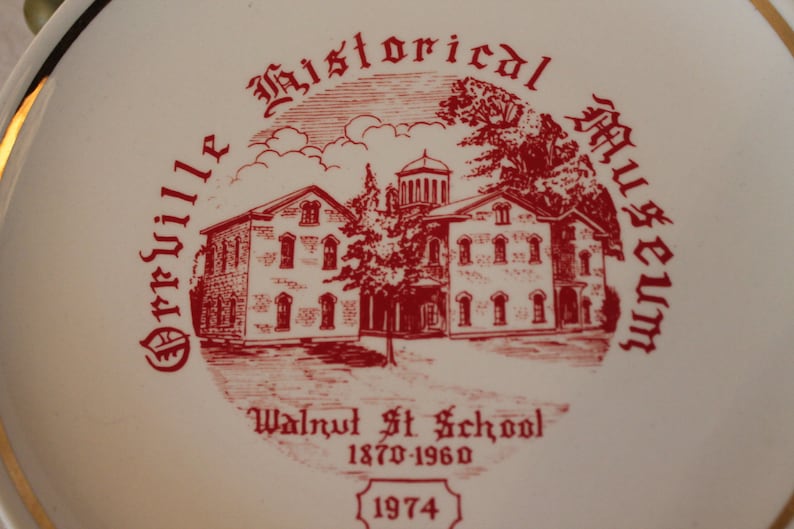 Orrville Historical Museum
Walnut St. School
1870-1960
1974